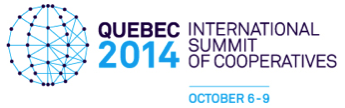 QUEBEC INTERNATIONAL
2014 SUMMIT
OF COOPERATIVES
OCTOBER 6-9